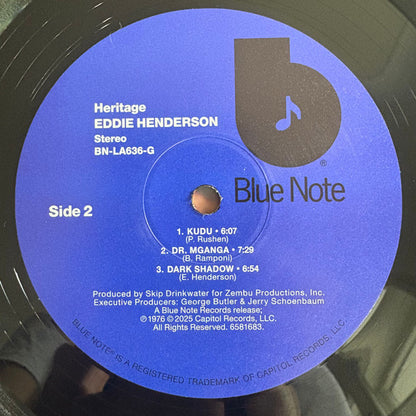 Heritage
EDDIE HENDERSON
Stereo
BN-LA636-G
®
Blue Note
Side 2
1. KUDU • 6:07
(P. Rushen)
2. DR. MGANGA • 7:29
(B. Ramponi)
3. DARK SHADOW • 6:54
(E. Henderson)
Produced by Skip Drinkwater for Zembu Productions, Inc.
Executive Producers: George Butler & Jerry Schoenbaum
A Blue Note Records release;
℗1976 © 2025 Capitol Records, LLC.
All Rights Reserved. 6581683.
BLUE NOTE® IS A REGISTERED TRADEMARK OF CAPITOL RECORDS, LLC.